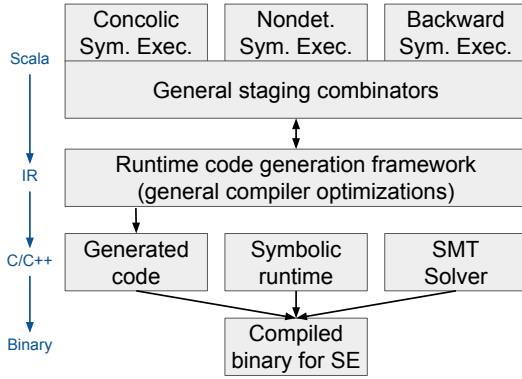 Concolic
Sym. Exec.
Nondet.
Sym. Exec.
Backward
Sym. Exec.
Scala
General staging combinators
Runtime code generation framework
(general compiler optimizations)
IR
Generated
code
Symbolic
runtime
SMT
Solver
C/C++
Compiled
binary for SE
Binary